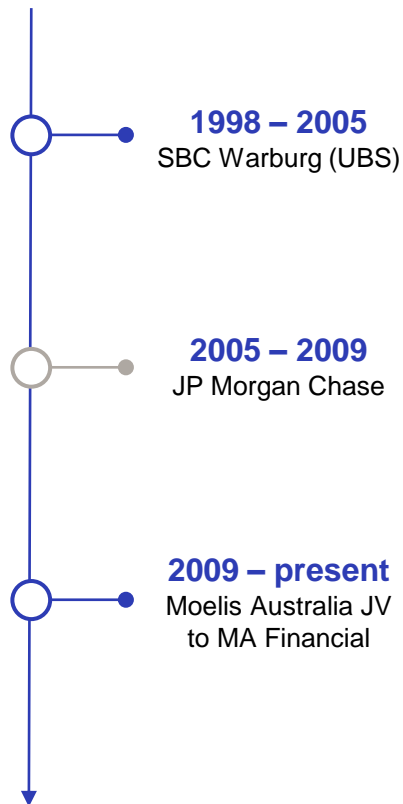 1998 – 2005
SBC Warburg (UBS)
2005 – 2009
JP Morgan Chase
2009 – present
Moelis Australia JV
to MA Financial